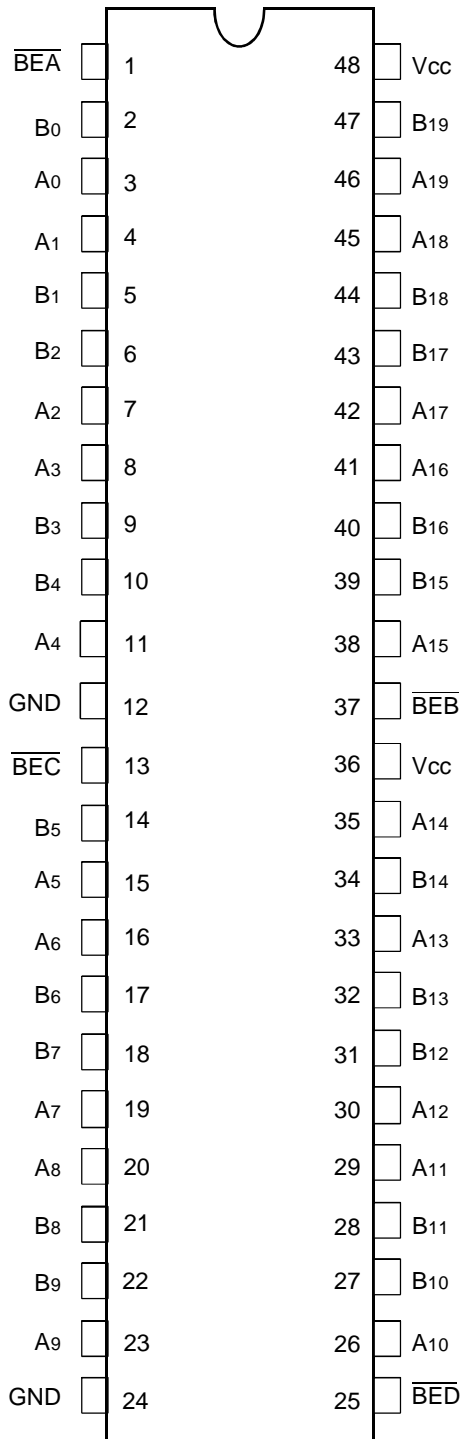 B̅E̅A̅ 1 48 Vcc
B0 2 47 B19
A0 3 46 A19
A1 4 45 A18
B1 5 44 B18
B2 6 43 B17
A2 7 42 A17
A3 8 41 A16
B3 9 40 B16
B4 10 39 B15
A4 11 38 A15
GND 12 37 B̅E̅B̅
B̅E̅C̅ 13 36 Vcc
B5 14 35 A14
A5 15 34 B14
A6 16 33 A13
B6 17 32 B13
B7 18 31 B12
A7 19 30 A12
A8 20 29 A11
B8 21 28 B11
B9 22 27 B10
A9 23 26 A10
GND 24 25 B̅E̅D̅